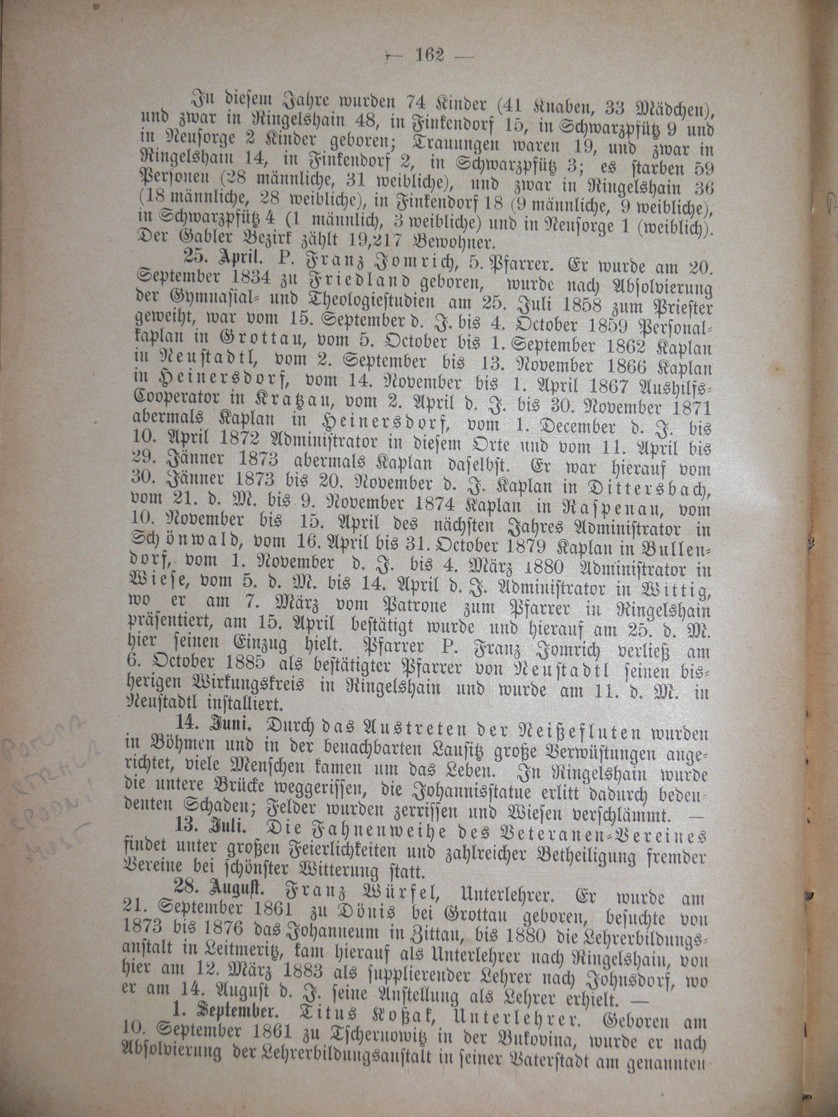 — 162 —
In diesem Jahre wurden 74 Kinder (41 Knaben, 33 Mädchen),
und zwar in Ringelshain 48, in Finkendorf 15, in Schwarzpfütz 9 und
in Neusorge 2 Kinder geboren; Trauungen waren 19, und zwar in
Ringelshain 14, in Finkendorf 2, in Schwarzpfütz 3; es starben 59
Personen (28 männliche, 31 weibliche), und zwar in Ringelshain 36
(18 männliche, 28 weibliche), in Finkendorf 18 (9 männliche, 9 weibliche),
in Schwarzpfütz 4 (1 männlich, 3 weibliche) und in Neusorge 1 (weiblich).
Der Gabler Bezirk zählt 19,217 Bewohner.
25. April. P. Franz Jomrich, 5. Pfarrer. Er wurde am 20.
September 1834 zu Friedland geboren, wurde nach Absolvierung
der Gymnasial- und Theologiestudien am 25. Juli 1858 zum Priester
geweiht, war vom 15. September d. J. bis 4. October 1859 Personal-
kaplan in Grottau, vom 5. October bis 1. September 1862 Kaplan
in Neustadtl, vom 2. September bis 13. November 1866 Kaplan
in Heinersdorf, vom 14. November bis 1. April 1867 Aushilfs-
Cooperator in Kratzau, vom 2. April d. J. bis 30. November 1871
abermals Kaplan in Heinersdorf, vom 1. December d. J. bis
10. April 1872 Administrator in diesem Orte und vom 11. April bis
29. Jänner 1873 abermals Kaplan daselbst. Er war hierauf vom
30. Jänner 1873 bis 20. November d. J. Kaplan in Dittersbach,
vom 21. d. M. bis 9. November 1874 Kaplan in Raspenau, vom
10. November bis 15. April des nächsten Jahres Administrator in
Schönwald, vom 16. April bis 31. October 1879 Kaplan in Bullen-
dorf, vom 1. November d. J. bis 4. März 1880 Administrator in
Wiese, vom 5. d. M. bis 14. April d. J. Administrator in Wittig,
wo er am 7. März vom Patrone zum Pfarrer in Ringelshain
präsentiert, am 15. April bestätigt wurde und hierauf am 25. d. M.
hier seinen Einzug hielt. Pfarrer P. Franz Jomrich verließ am
6. October 1885 als bestätigter Pfarrer von Neustadtl seinen bis-
herigen Wirkungskreis in Ringelshain und wurde am 11. d. M. in
Neustadtl installiert.
14. Juni. Durch das Austreten der Neißefluten wurden
in Böhmen und in der benachbarten Lausitz große Verwüstungen ange-
richtet, viele Menschen kamen um das Leben. In Ringelshain wurde
die untere Brücke weggerissen, die Johannisstatue erlitt dadurch bedeu-
denten Schaden; Felder wurden zerrissen und Wiesen verschlämmt. —
13. Juli. Die Fahnenweihe des Veteranen-Vereines
findet unter großen Feierlichkeiten und zahlreicher Betheiligung fremder
Vereine bei schönster Witterung statt.
28. August. Franz Würfel, Unterlehrer. Er wurde am
21. September 1861 zu Dönis bei Grottau geboren, besuchte von
1873 bis 1876 das Johanneum in Zittau, bis 1880 die Lehrerbildungs-
anstalt in Leitmeritz, kam hierauf als Unterlehrer nach Ringelshain, von
hier am 12. März 1883 als supplierender Lehrer nach Johnsdorf, wo
er am 14. August d. J. seine Anstellung als Lehrer erhielt. —
1. September. Titus Koßak, Unterlehrer. Geboren am
10. September 1861 zu Tschernowitz in der Bukovina, wurde er nach
Absolvierung der Lehrerbildungsanstalt in seiner Vaterstadt am genannten